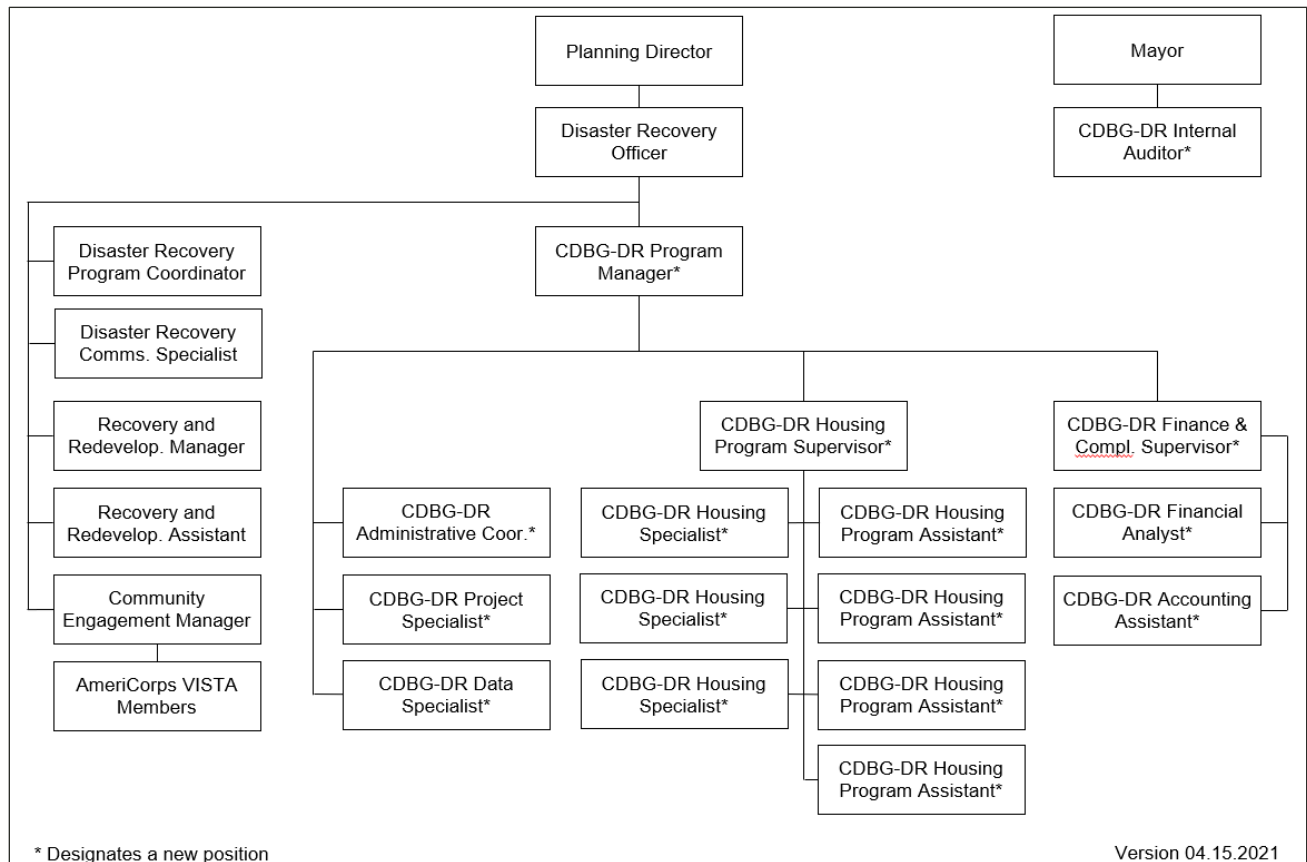 Planning Director
Mayor
Disaster Recovery
Officer
CDBG-DR Internal
Auditor*
Disaster Recovery
Program Coordinator
CDBG-DR Program
Manager*
Disaster Recovery
Comms. Specialist
Recovery and
Redevelop. Manager
CDBG-DR Housing
Program Supervisor*
CDBG-DR Finance &
Compl. Supervisor*
Recovery and
Redevelop. Assistant
CDBG-DR
Administrative Coor.*
CDBG-DR Housing
Specialist*
CDBG-DR Housing
Program Assistant*
CDBG-DR Financial
Analyst*
Community
Engagement Manager
CDBG-DR Project
Specialist*
CDBG-DR Housing
Specialist*
CDBG-DR Housing
Program Assistant*
CDBG-DR Accounting
Assistant*
AmeriCorps VISTA
Members
CDBG-DR Data
Specialist*
CDBG-DR Housing
Specialist*
CDBG-DR Housing
Program Assistant*
CDBG-DR Housing
Program Assistant*
* Designates a new position
Version 04.15.2021